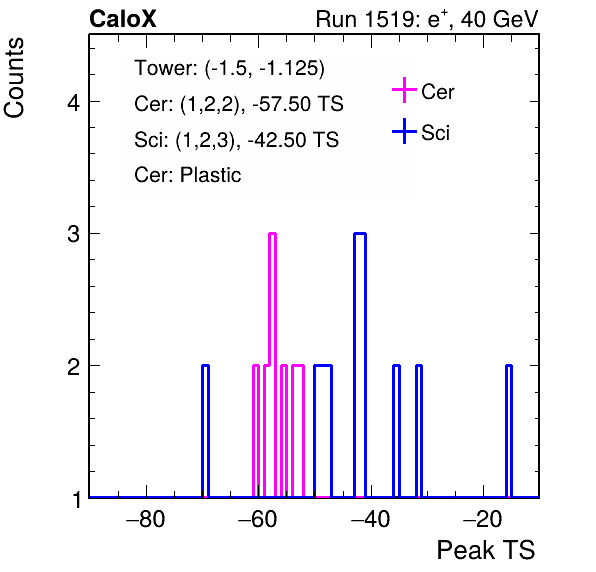 CaloX Run 1519: e+, 40 GeV
Counts
Tower: (-1.5, -1.125)
Cer: (1,2,2), -57.50 TS
Sci: (1,2,3), -42.50 TS
Cer: Plastic
Cer
Sci
4
3
2
1
−80 −60 −40 −20
Peak TS